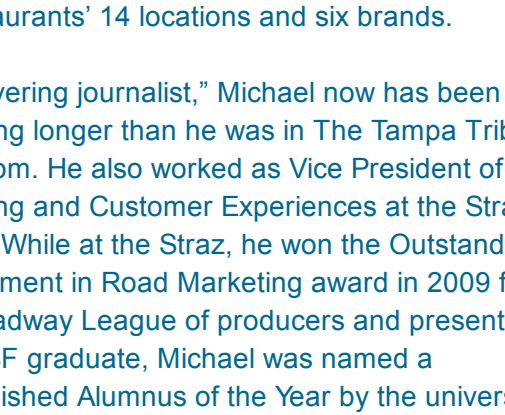 aurants’ 14 locations and six brands.
vering journalist,” Michael now has been
ng longer than he was in The Tampa Trib
om. He also worked as Vice President of
ng and Customer Experiences at the Stra
While at the Straz, he won the Outstand
ment in Road Marketing award in 2009 f
adway League of producers and present
F graduate, Michael was named a
ished Alumnus of the Year by the univers